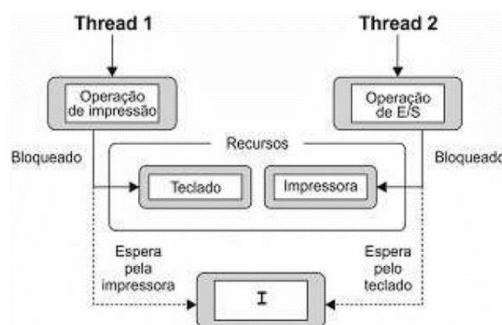 Thread 1
Thread 2
Operação
de impressão
Operação
de E/S
Bloqueado
Recursos
Bloqueado
Teclado
Impressora
Espera
pela
impressora
Espera
pelo
teclado
I